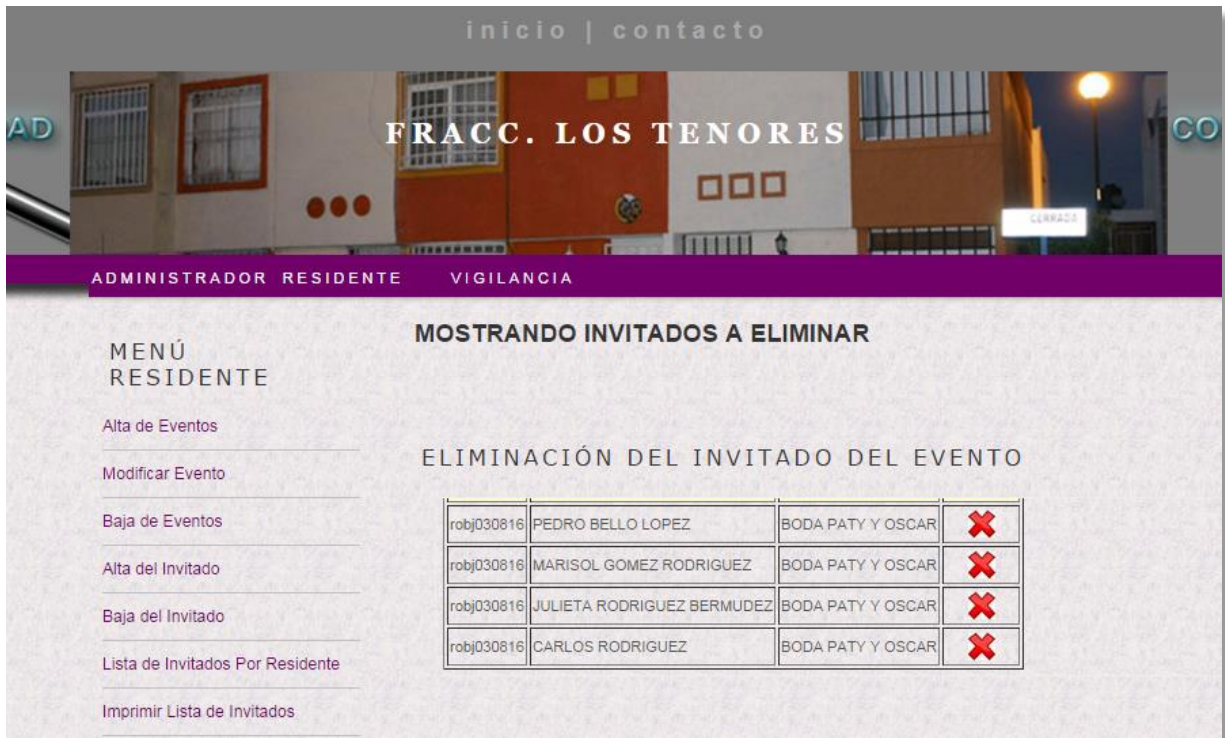 inicio | contacto
AD
FRACC. LOS TENORES
CO
CERRADA
ADMINISTRADOR RESIDENTE VIGILANCIA
MOSTRANDO INVITADOS A ELIMINAR
MENÚ
RESIDENTE
Alta de Eventos
Modificar Evento
Baja de Eventos
Alta del Invitado
Baja del Invitado
Lista de Invitados Por Residente
Imprimir Lista de Invitados
ELIMINACIÓN DEL INVITADO DEL EVENTO
robj030816 PEDRO BELLO LOPEZ BODA PATY Y OSCAR
robj030816 MARISOL GOMEZ RODRIGUEZ BODA PATY Y OSCAR
robj030816 JULIETA RODRIGUEZ BERMUDEZ BODA PATY Y OSCAR
robj030816 CARLOS RODRIGUEZ BODA PATY Y OSCAR